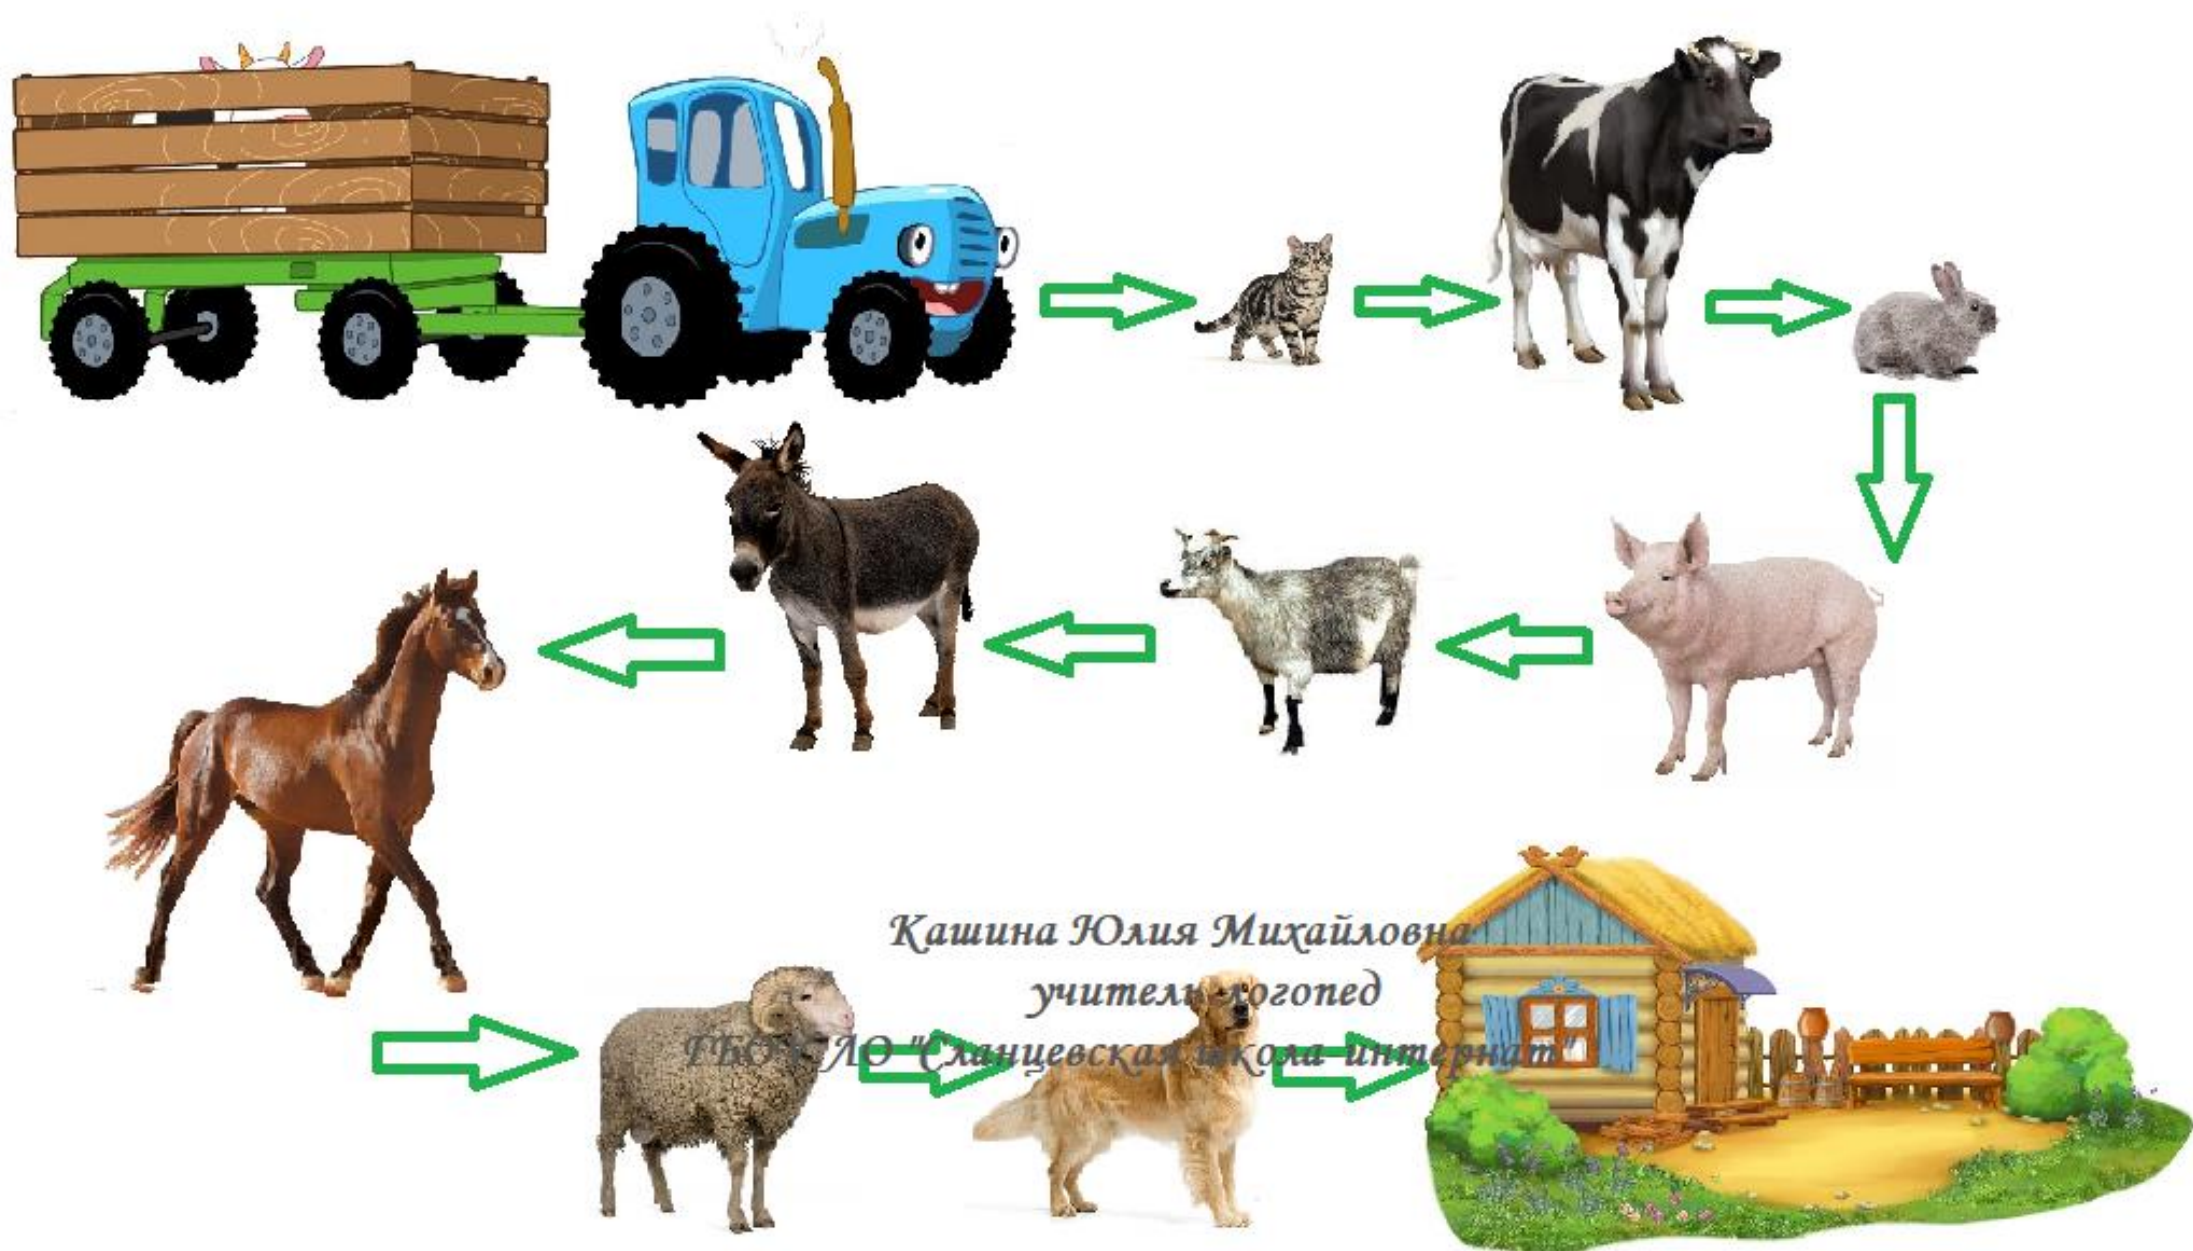 Кашина Юлия Михайловна
учитель-логопед
ГБОУ ЛО "Сланцевская школа-интернат"